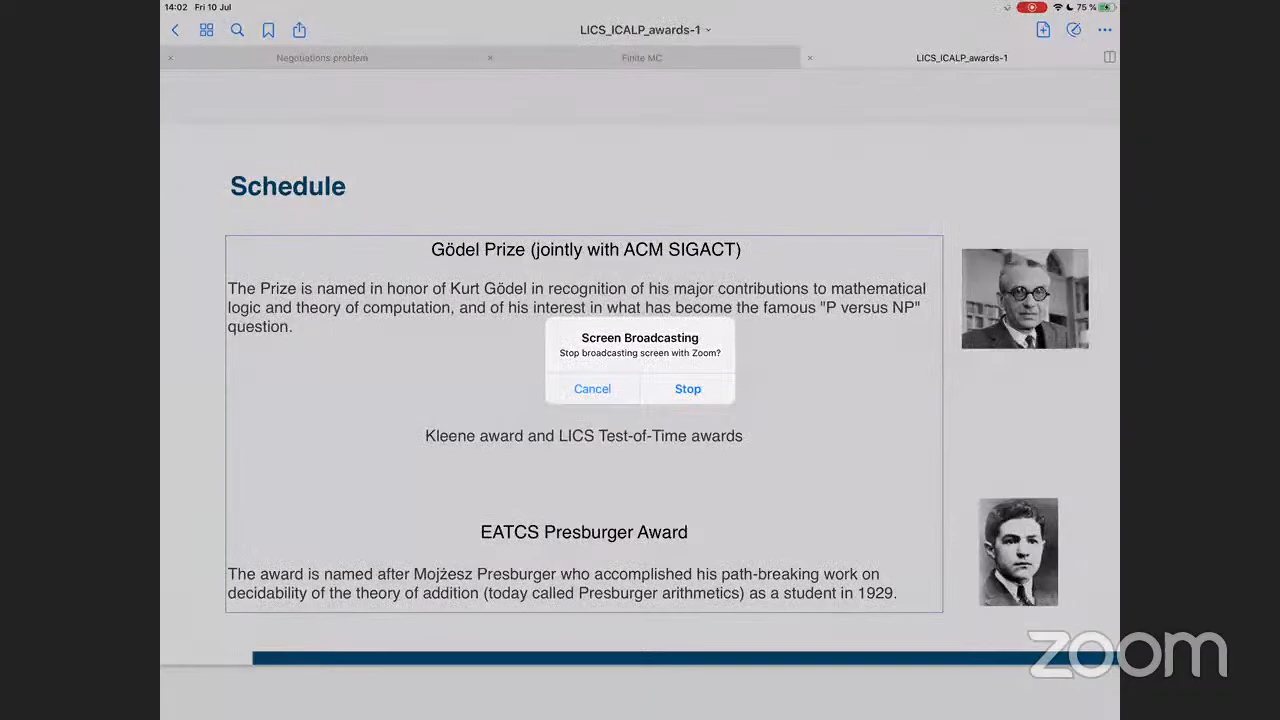 14:02 Fri 10 Jul
75 %
LICS_ICALP_awards-1
Negotiations problem
Finite MC
LICS_ICALP_awards-1
Schedule
Gödel Prize (jointly with ACM SIGACT)
The Prize is named in honor of Kurt Gödel in recognition of his major contributions to mathematical
logic and theory of computation, and of his interest in what has become the famous "P versus NP"
question.
Screen Broadcasting
Stop broadcasting screen with Zoom?
Cancel Stop
Kleene award and LICS Test-of-Time awards
EATCS Presburger Award
The award is named after Mojżesz Presburger who accomplished his path-breaking work on
decidability of the theory of addition (today called Presburger arithmetics) as a student in 1929.
zoom